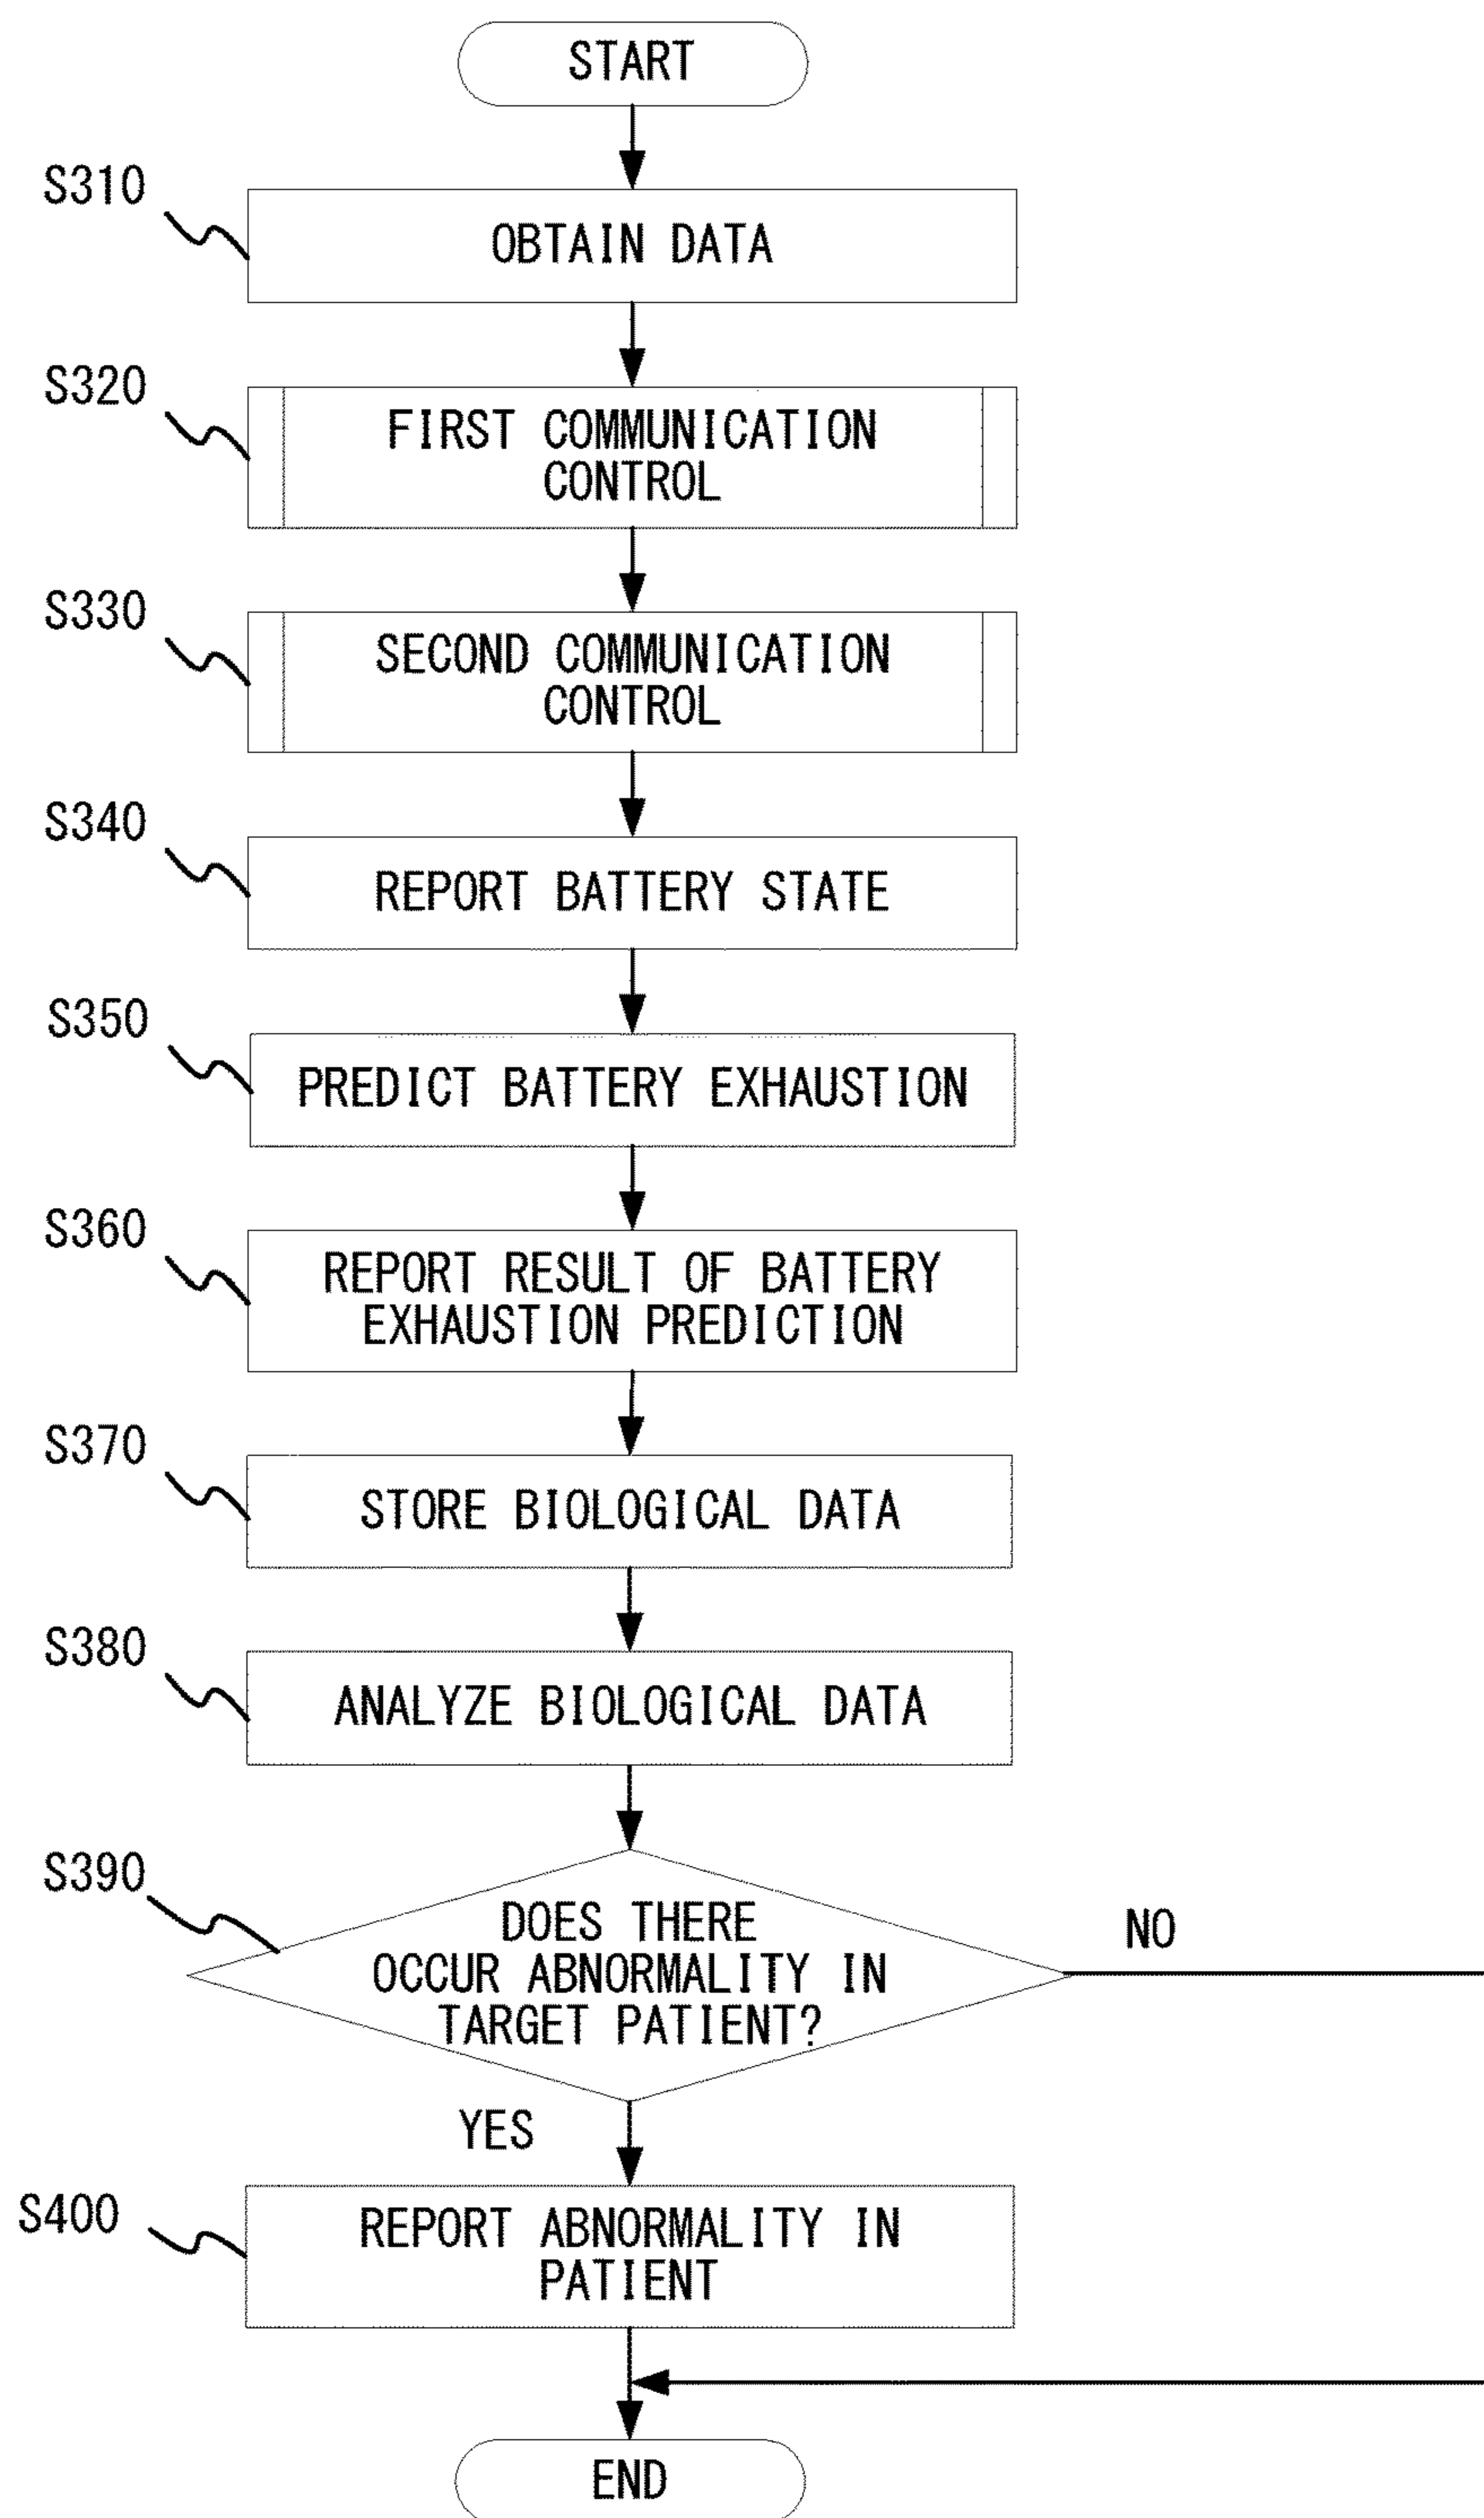 START
S310
OBTAIN DATA
S320
FIRST COMMUNICATION
CONTROL
S330
SECOND COMMUNICATION
CONTROL
S340
REPORT BATTERY STATE
S350
PREDICT BATTERY EXHAUSTION
S360
REPORT RESULT OF BATTERY
EXHAUSTION PREDICTION
S370
STORE BIOLOGICAL DATA
S380
ANALYZE BIOLOGICAL DATA
S390
DOES THERE
OCCUR ABNORMALITY IN
TARGET PATIENT?
NO
YES
S400
REPORT ABNORMALITY IN
PATIENT
END